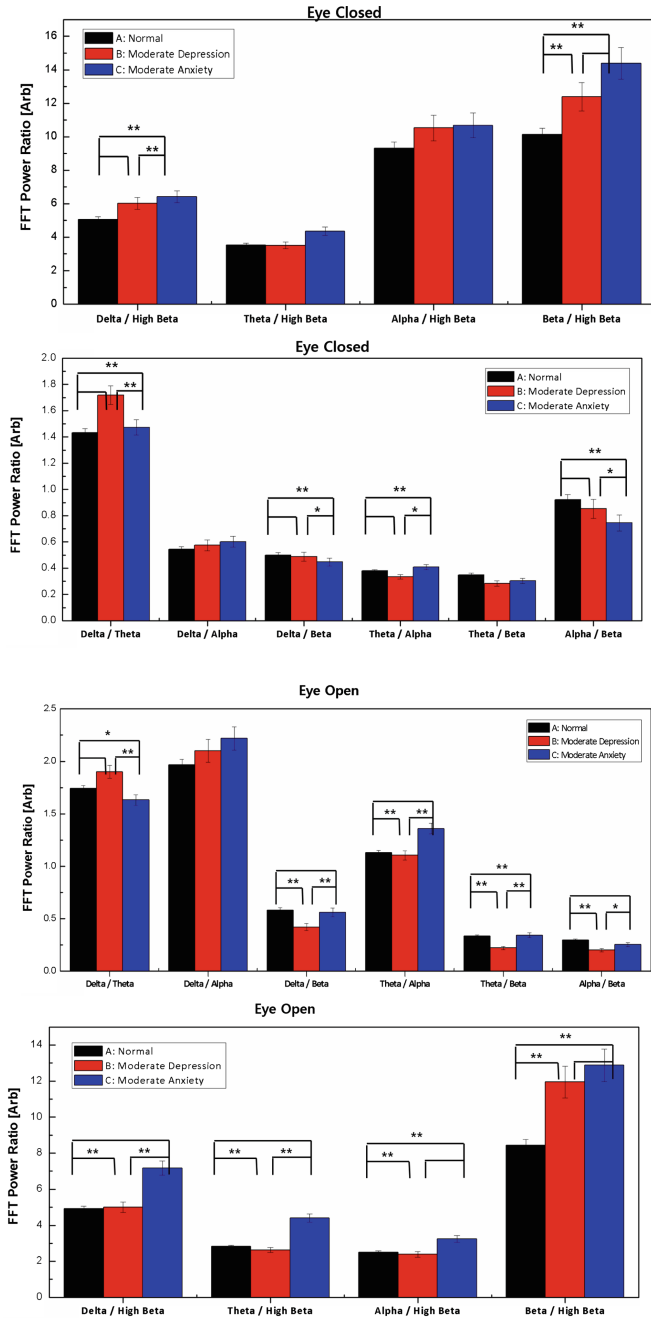 Eye Closed
FFT Power Ratio [Arb]
A: Normal
B: Moderate Depression
C: Moderate Anxiety
16
14
12
10
8
6
4
2
0
**
**
**
**
Delta / High Beta
Theta / High Beta
Alpha / High Beta
Beta / High Beta
Eye Closed
FFT Power Ratio [Arb]
A: Normal
B: Moderate Depression
C: Moderate Anxiety
2.0
1.8
1.6
1.4
1.2
1.0
0.8
0.6
0.4
0.2
0.0
**
**
**
*
**
*
**
*
Delta / Theta
Delta / Alpha
Delta / Beta
Theta / Alpha
Theta / Beta
Alpha / Beta
Eye Open
FFT Power Ratio [Arb]
A: Normal
B: Moderate Depression
C: Moderate Anxiety
2.5
2.0
1.5
1.0
0.5
0.0
*
**
**
**
**
**
**
**
**
**
*
Delta / Theta
Delta / Alpha
Delta / Beta
Theta / Alpha
Theta / Beta
Alpha / Beta
Eye Open
FFT Power Ratio [Arb]
A: Normal
B: Moderate Depression
C: Moderate Anxiety
14
12
10
8
6
4
2
0
**
**
**
**
**
**
**
**
Delta / High Beta
Theta / High Beta
Alpha / High Beta
Beta / High Beta